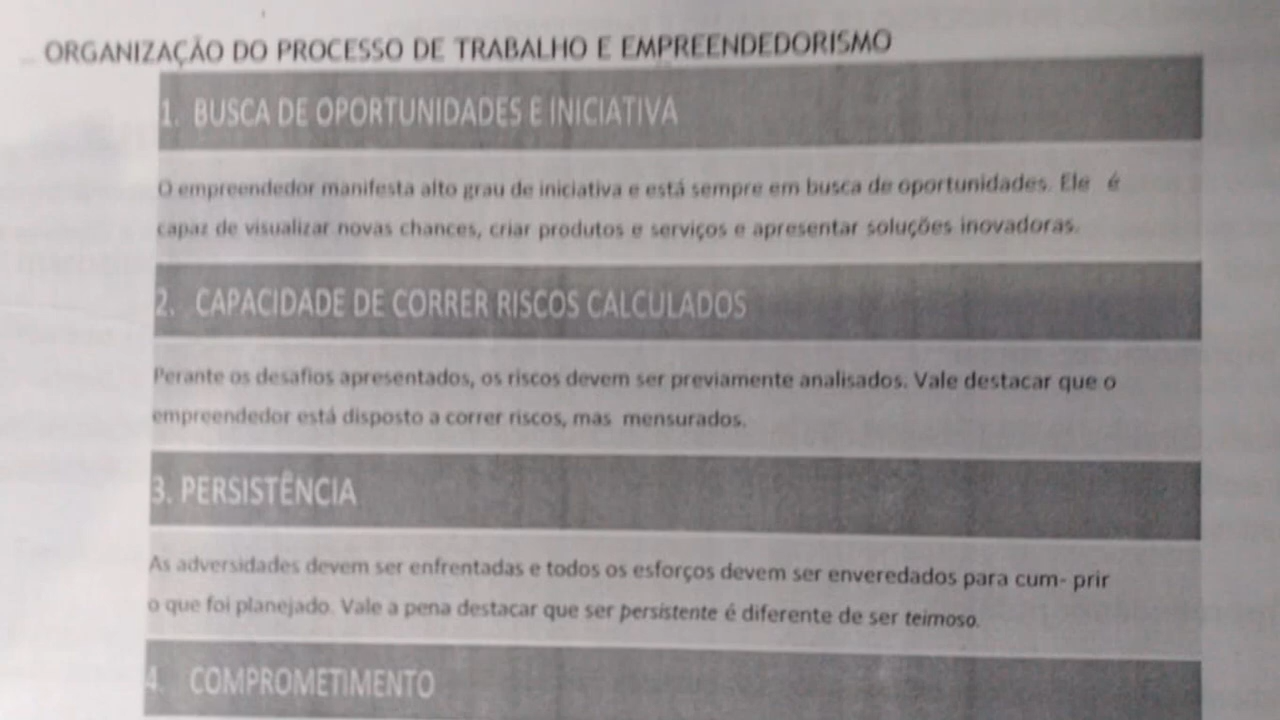 ORGANIZAÇÃO DO PROCESSO DE TRABALHO E EMPREENDEDORISMO
1. BUSCA DE OPORTUNIDADES E INICIATIVA
O empreendedor manifesta alto grau de iniciativa e está sempre em busca de oportunidades. Ele é
capaz de visualizar novas chances, criar produtos e serviços e apresentar soluções inovadoras.
2. CAPACIDADE DE CORRER RISCOS CALCULADOS
Perante os desafios apresentados, os riscos devem ser previamente analisados. Vale destacar que o
empreendedor está disposto a correr riscos, mas mensurados.
3. PERSISTÊNCIA
As adversidades devem ser enfrentadas e todos os esforços devem ser enveredados para cum- prir
o que foi planejado. Vale a pena destacar que ser persistente é diferente de ser teimoso.
4. COMPROMETIMENTO